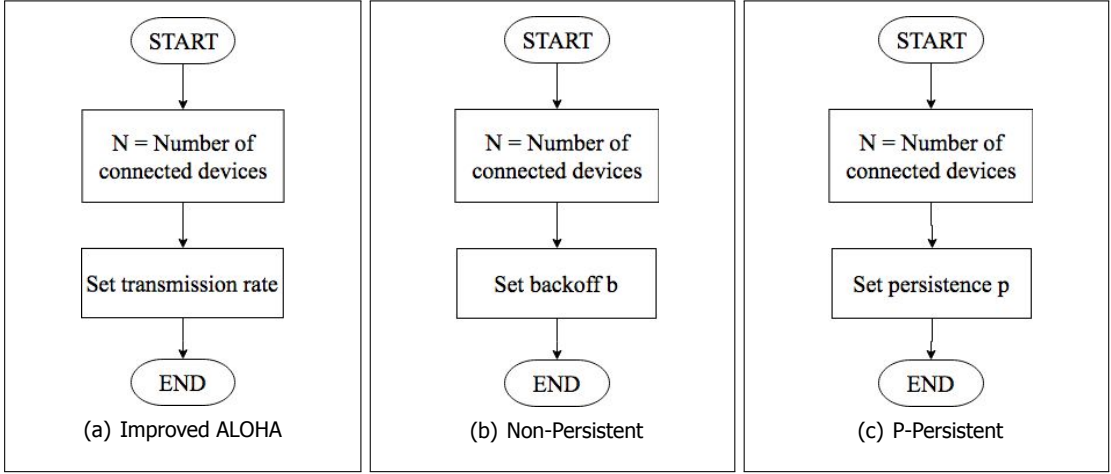 START
N = Number of
connected devices
Set transmission rate
END
(a) Improved ALOHA
START
N = Number of
connected devices
Set backoff b
END
(b) Non-Persistent
START
N = Number of
connected devices
Set persistence p
END
(c) P-Persistent